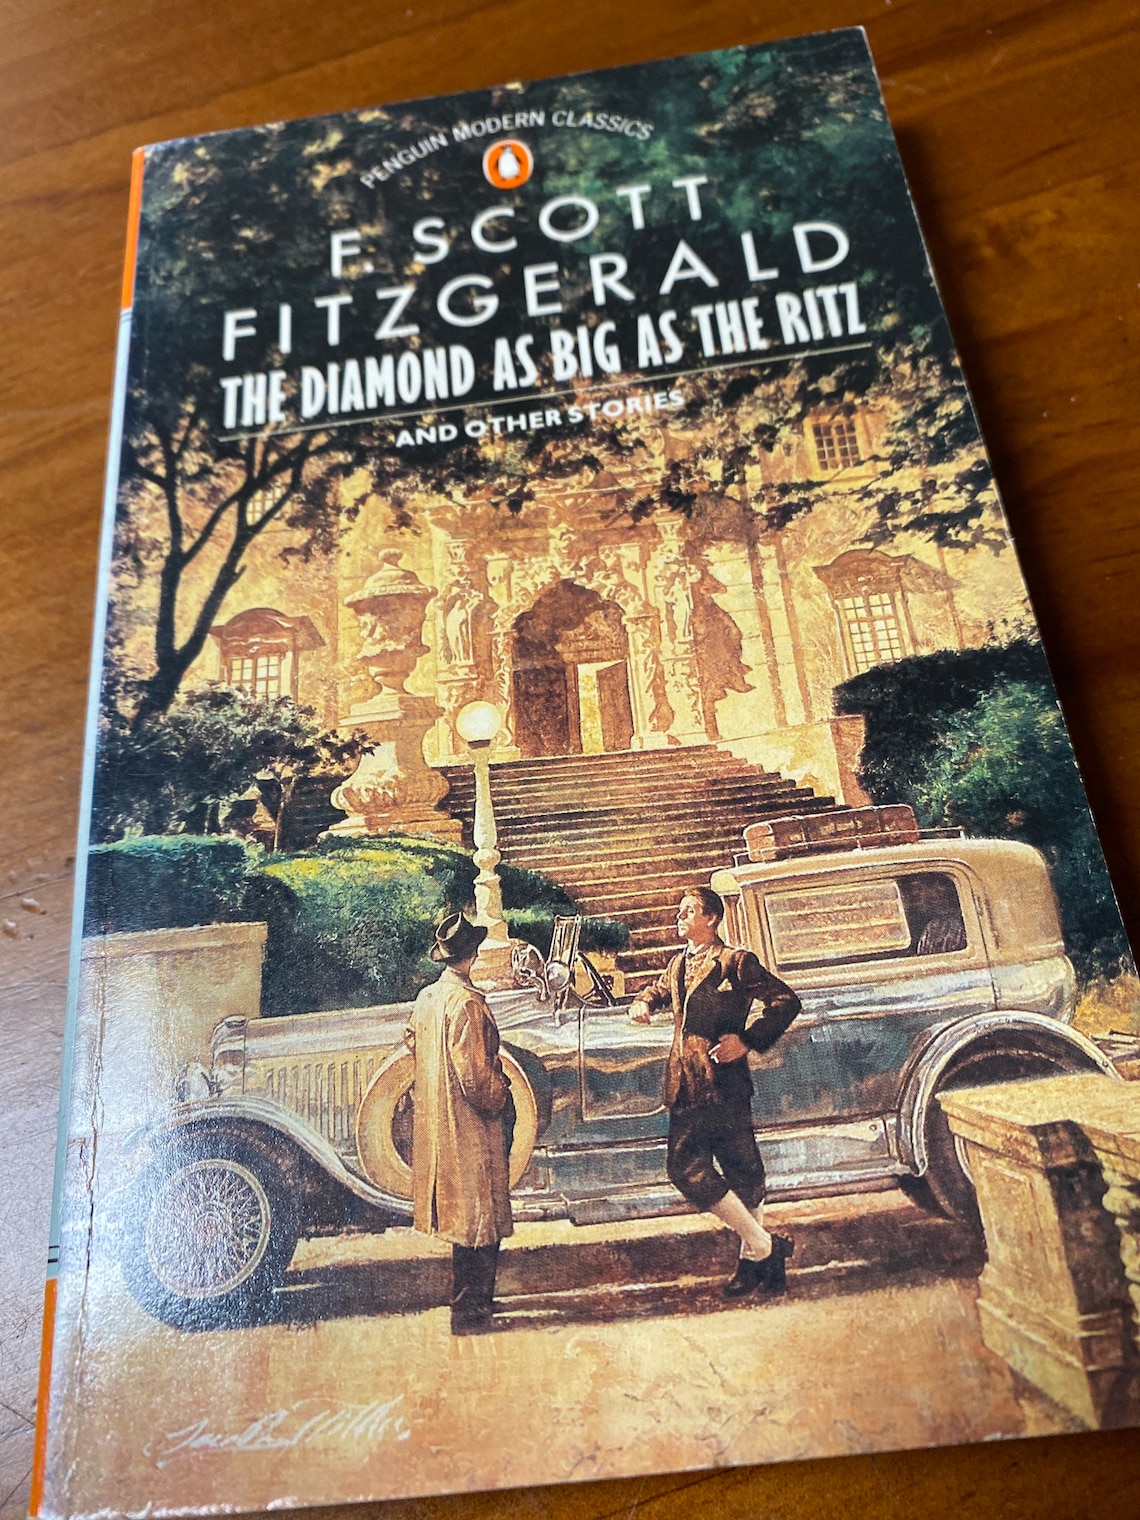 PENGUIN MODERN CLASSICS
F. SCOTT
FITZGERALD
THE DIAMOND AS BIG AS THE RITZ
AND OTHER STORIES